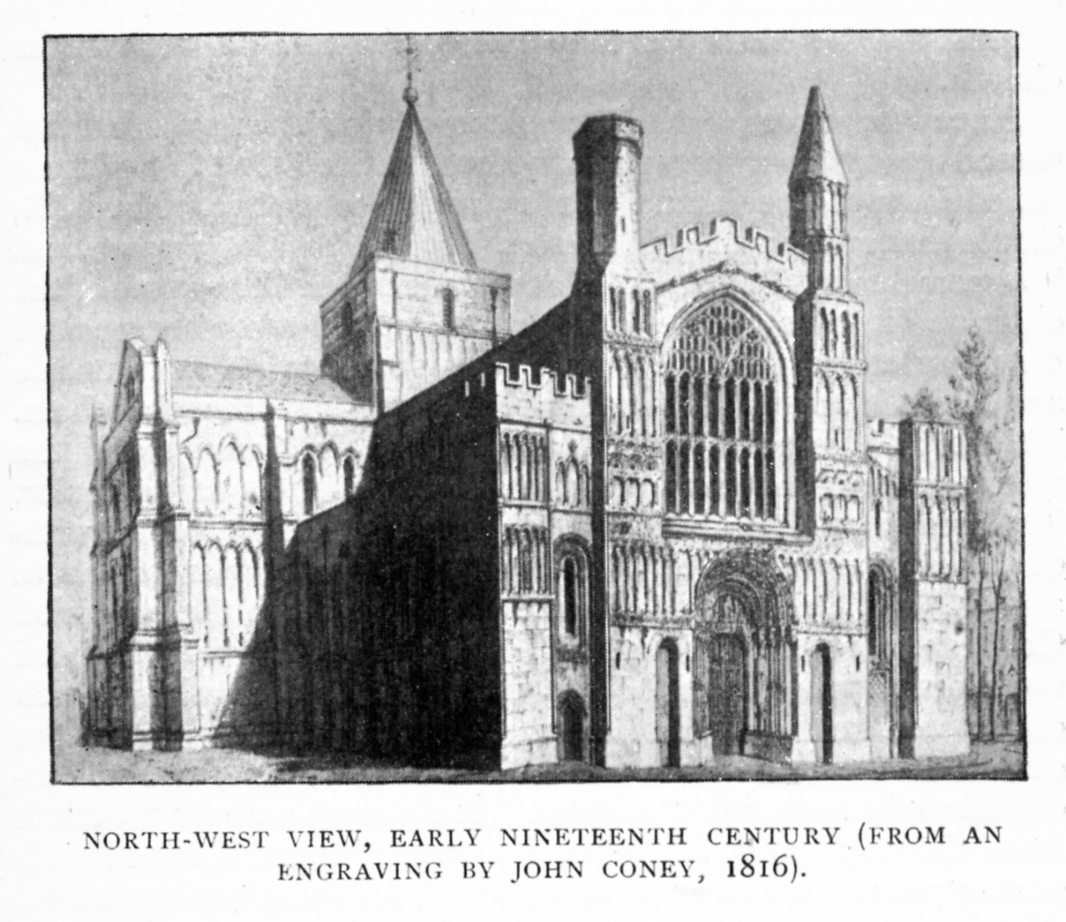 NORTH-WEST VIEW, EARLY NINETEENTH CENTURY (FROM AN
ENGRAVING BY JOHN CONEY, 1816).